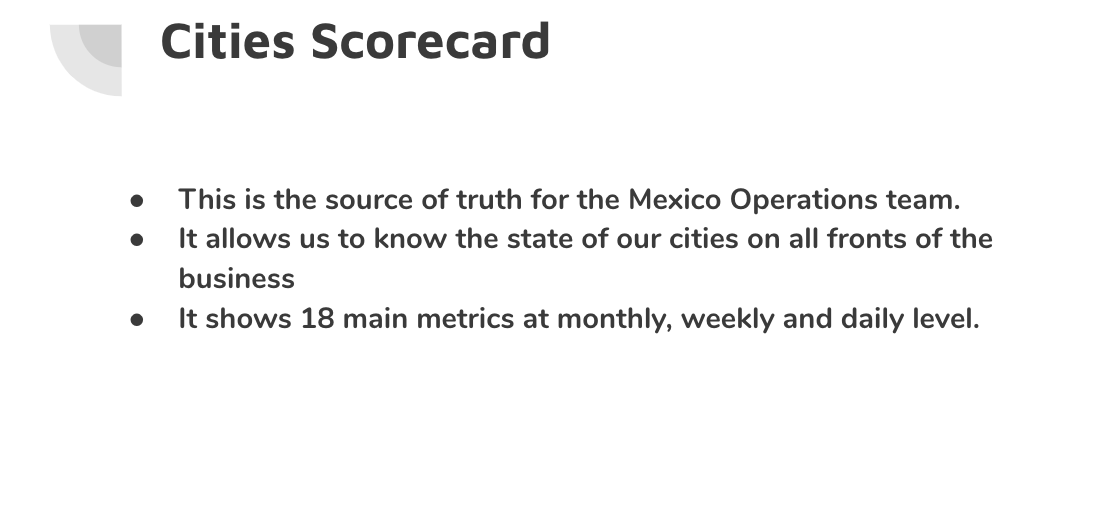 Cities Scorecard
● This is the source of truth for the Mexico Operations team.
● It allows us to know the state of our cities on all fronts of the
business
● It shows 18 main metrics at monthly, weekly and daily level.